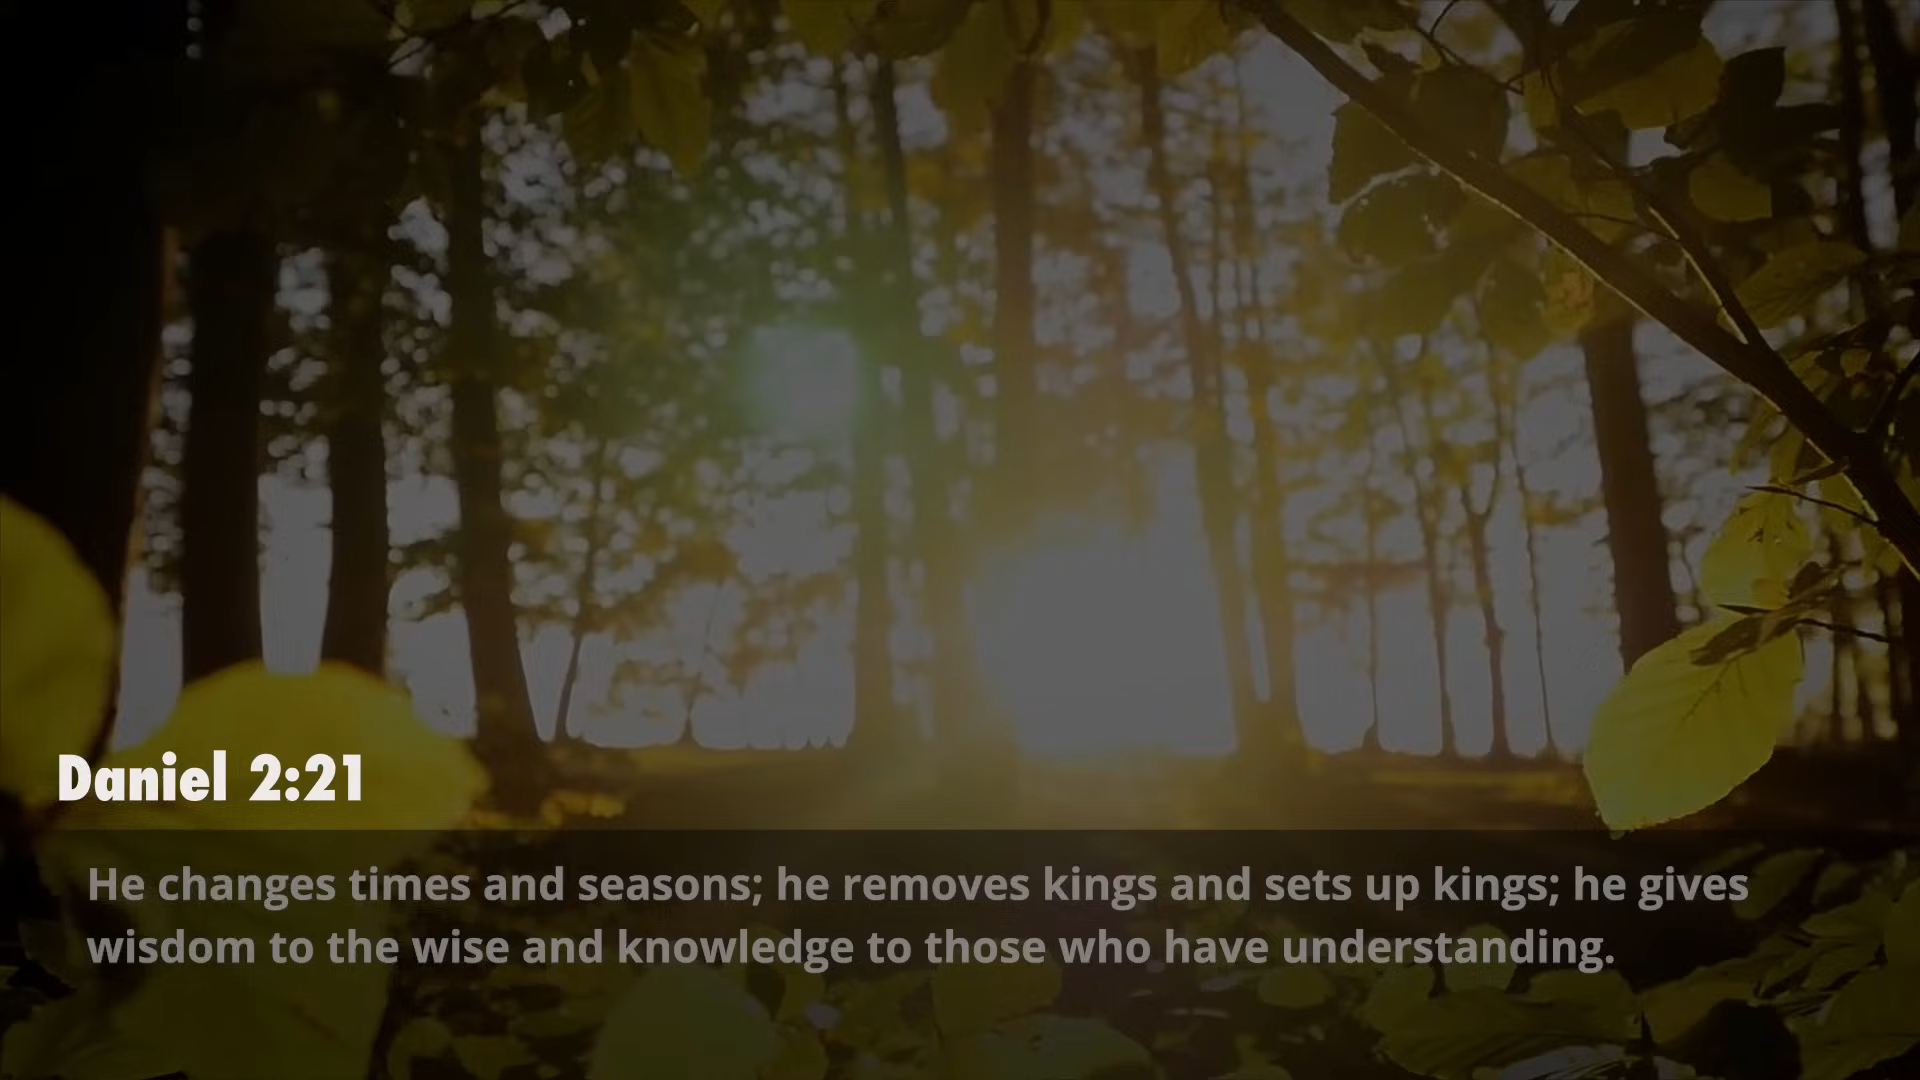 Daniel 2:21
He changes times and seasons; he removes kings and sets up kings; he gives
wisdom to the wise and knowledge to those who have understanding.